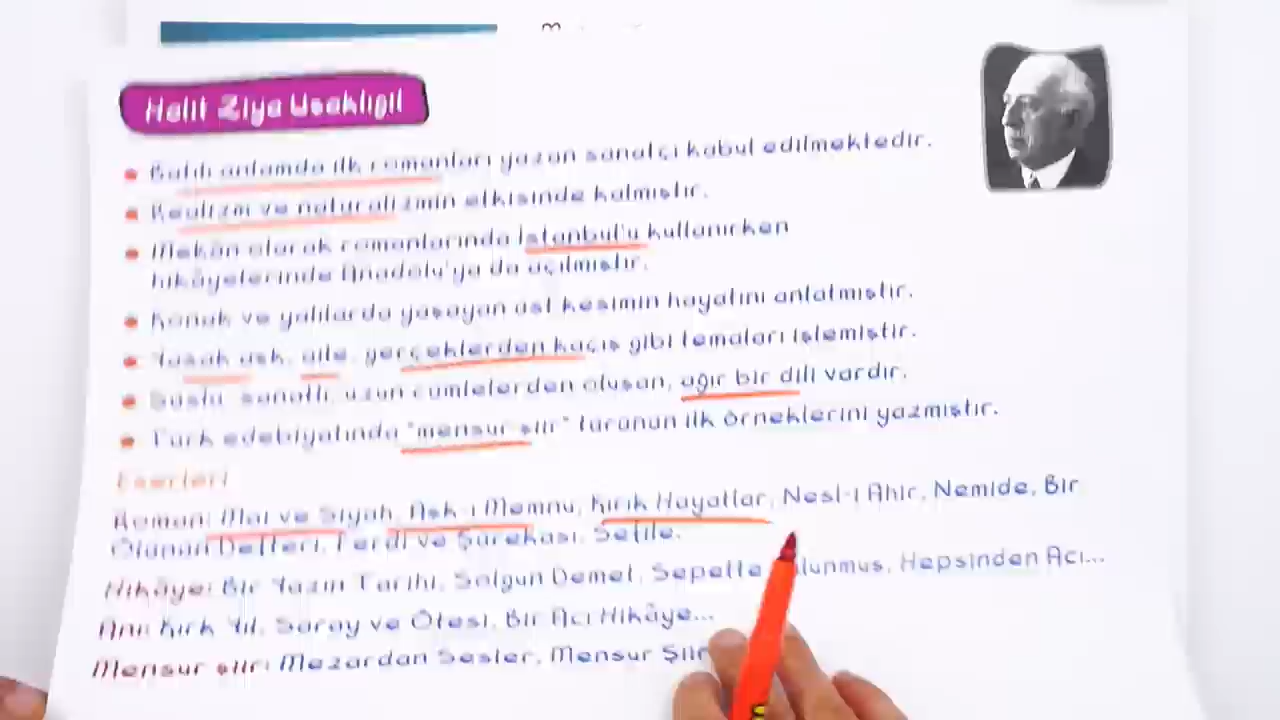 Halit Ziya Uşaklıgil
• Batılı anlamda ilk romanları yazan sanatçı kabul edilmektedir.
• Realizm ve naturalizmin etkisinde kalmıştır.
• Mekân olarak romanlarında İstanbul'u kullanırken
hikâyelerinde Anadolu'ya da açılmıştır.
• Konak ve yalılarda yaşayan üst kesimin hayatını anlatmıştır.
• Yasak aşk, aile, gerçeklerden kaçış gibi temaları işlemiştir.
• Süslü, sanatlı, uzun cümlelerden oluşan, ağır bir dili vardır.
• Türk edebiyatında "mensur şiir" türünün ilk örneklerini yazmıştır.
Eserleri
Roman: Mai ve Siyah, Aşk-ı Memnu, Kırık Hayatlar, Nesl-i Ahir, Nemide, Bir
Ölünün Defteri, Ferdi ve Şürekâsı, Sefile.
Hikâye: Bir Yazın Tarihi, Solgun Demet, Sepette Bulunmuş, Hepsinden Acı...
Anı: Kırk Yıl, Saray ve Ötesi, Bir Acı Hikâye...
Mensur şiir: Mezardan Sesler, Mensur Şiir